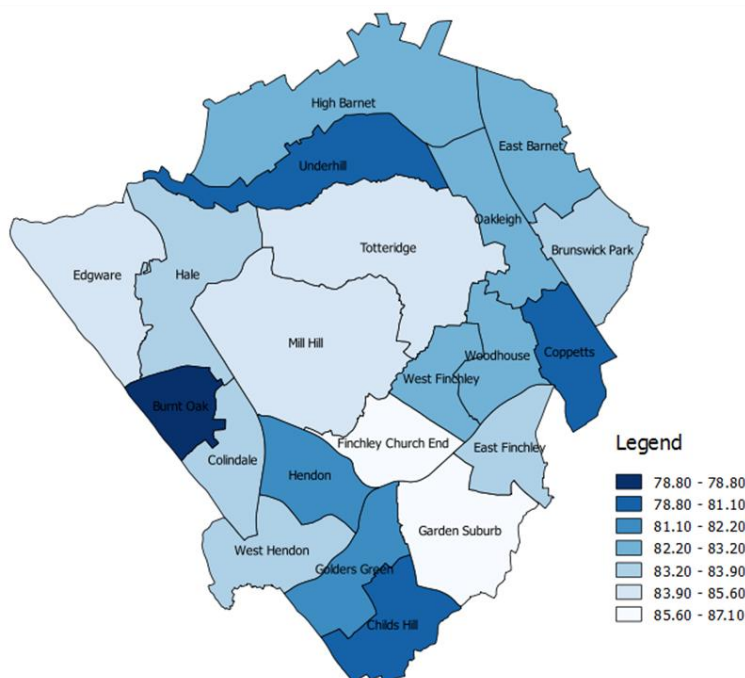 High Barnet
East Barnet
Underhill
Oakleigh
Totteridge
Brunswick Park
Edgware
Hale
Mill Hill
Woodhouse
Coppetts
West Finchley
Burnt Oak
Finchley Church End
East Finchley
Colindale
Hendon
Garden Suburb
West Hendon
Golders Green
Childs Hill
Legend
78.80 - 78.80
78.80 - 81.10
81.10 - 82.20
82.20 - 83.20
83.20 - 83.90
83.90 - 85.60
85.60 - 87.10